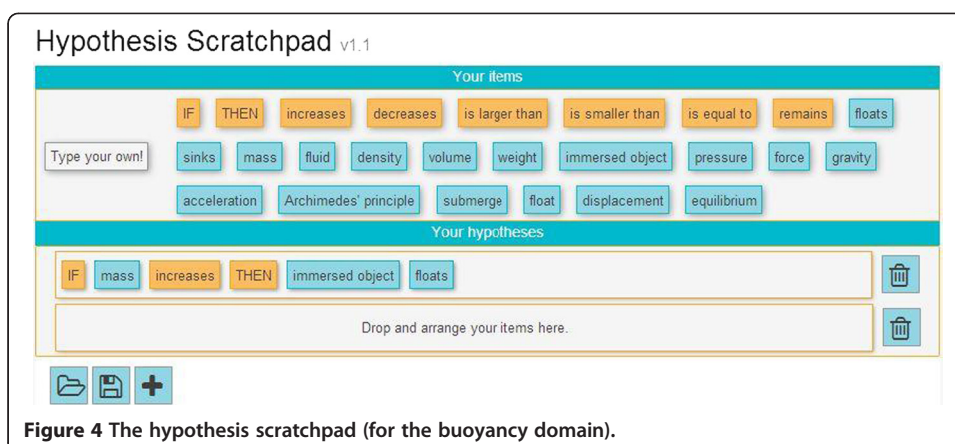 Hypothesis Scratchpad v1.1
Your items
IF THEN increases decreases is larger than is smaller than is equal to remains floats
Type your own! sinks mass fluid density volume weight immersed object pressure force gravity
acceleration Archimedes' principle submerge float displacement equilibrium
Your hypotheses
IF mass increases THEN immersed object floats
Drop and arrange your items here.
Figure 4 The hypothesis scratchpad (for the buoyancy domain).